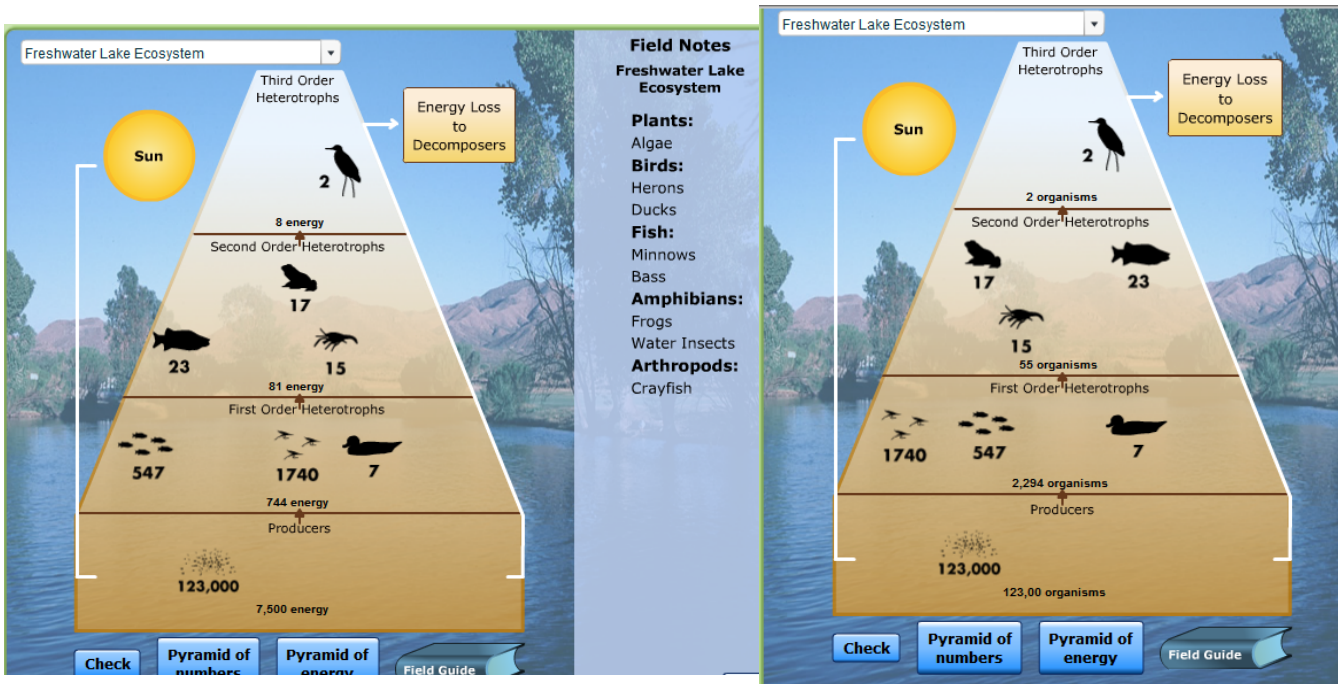 Freshwater Lake Ecosystem
Third Order
Heterotrophs
Energy Loss
to
Decomposers
Sun
2
8 energy
Second Order Heterotrophs
17
23
15
81 energy
First Order Heterotrophs
547
1740
7
744 energy
Producers
123,000
7,500 energy
Check
Pyramid of
numbers
Pyramid of
energy
Field Guide
Field Notes
Freshwater Lake
Ecosystem
Plants:
Algae
Birds:
Herons
Ducks
Fish:
Minnows
Bass
Amphibians:
Frogs
Water Insects
Arthropods:
Crayfish
Freshwater Lake Ecosystem
Third Order
Heterotrophs
Energy Loss
to
Decomposers
Sun
2
2 organisms
Second Order Heterotrophs
17
23
15
55 organisms
First Order Heterotrophs
1740
547
7
2,294 organisms
Producers
123,000
123,00 organisms
Check
Pyramid of
numbers
Pyramid of
energy
Field Guide